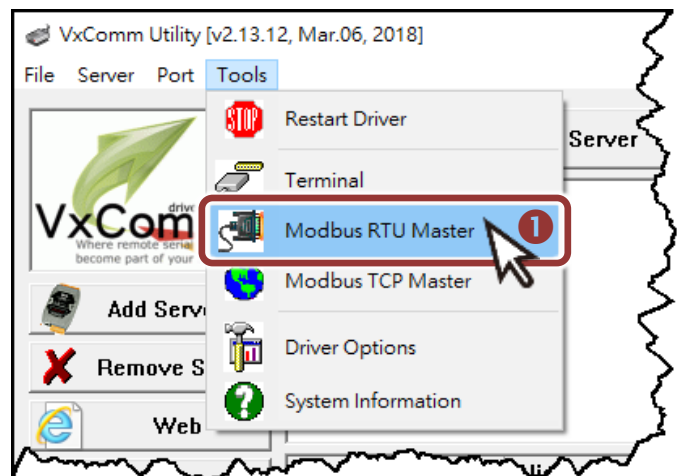 VxComm Utility [v2.13.12, Mar.06, 2018]
File Server Port Tools
Restart Driver
Server
Terminal
VxCom
drive
Where remote serial
become part of your
Modbus RTU Master
1
Modbus TCP Master
Add Serv
Driver Options
Remove S
System Information
Web